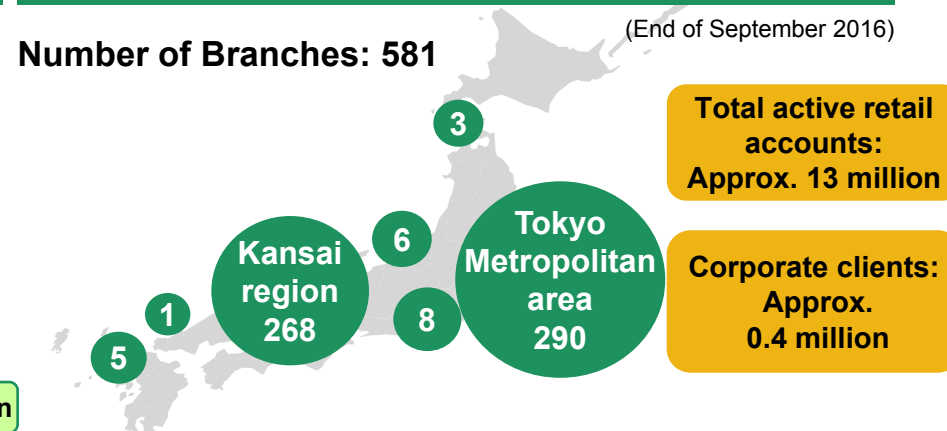 (End of September 2016)
Number of Branches: 581
3
Total active retail
accounts:
Approx. 13 million
6
Kansai
region
268
Tokyo
Metropolitan
area
290
Corporate clients:
Approx.
0.4 million
1
8
5
n